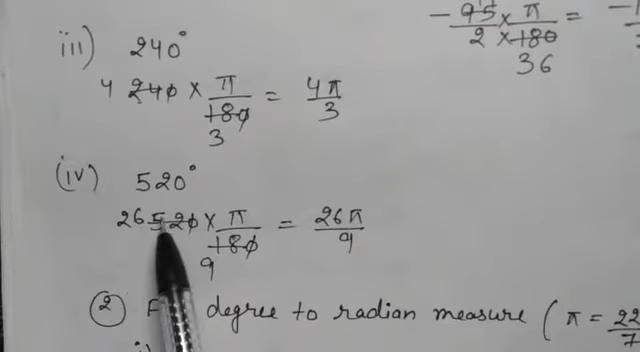 iii) 240°
4 240 × π/180 = 4π/3
3
(iv) 520°
26 520 × π/180 = 26π/9
9
- 95/2 × π/180 =
36
② degree to radian measure (π = 22/7